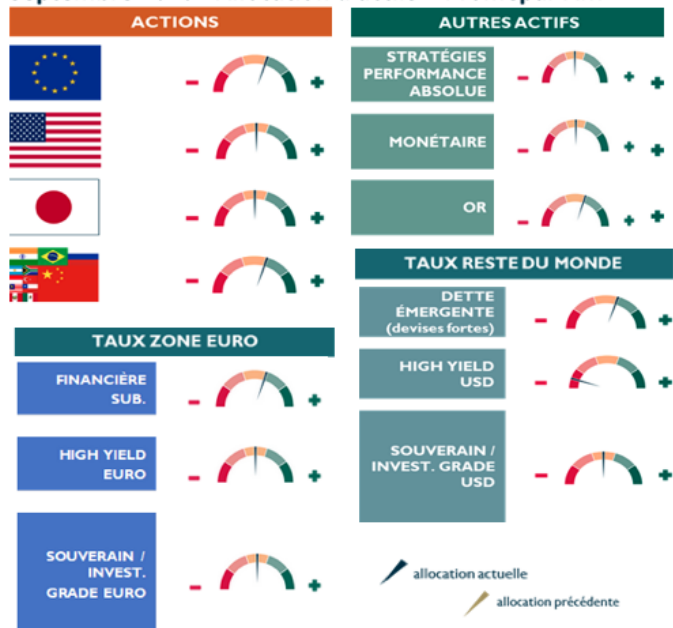 ACTIONS
AUTRES ACTIFS
STRATÉGIES
PERFORMANCE
ABSOLUE
MONÉTAIRE
OR
TAUX RESTE DU MONDE
DETTE
ÉMERGENTE
(devises fortes)
HIGH YIELD
USD
SOUVERAIN /
INVEST. GRADE
USD
TAUX ZONE EURO
FINANCIÈRE
SUB.
HIGH YIELD
EURO
SOUVERAIN /
INVEST.
GRADE EURO
allocation actuelle
allocation précédente